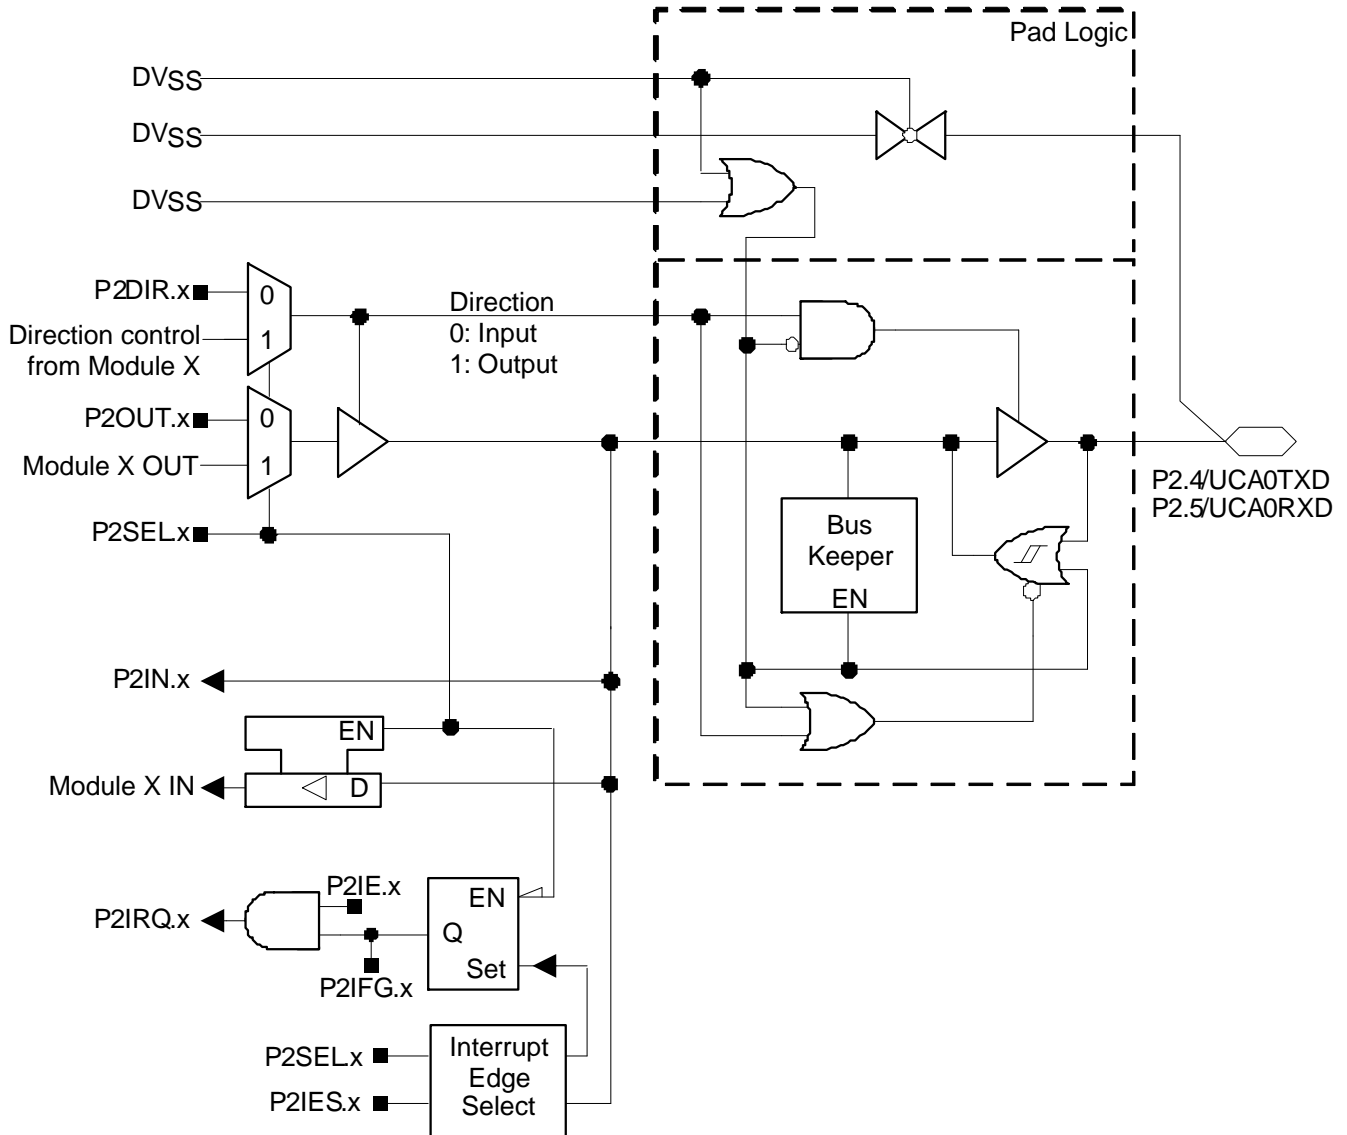 Pad Logic
DVSS
DVSS
DVSS
P2DIR.x
0
Direction control
from Module X
1
Direction
0: Input
1: Output
P2OUT.x
0
Module X OUT
1
P2SEL.x
P2.4/UCA0TXD
P2.5/UCA0RXD
Bus
Keeper
EN
P2IN.x
EN
Module X IN
D
P2IE.x
EN
P2IRQ.x
Q
Set
P2IFG.x
P2SEL.x
P2IES.x
Interrupt
Edge
Select